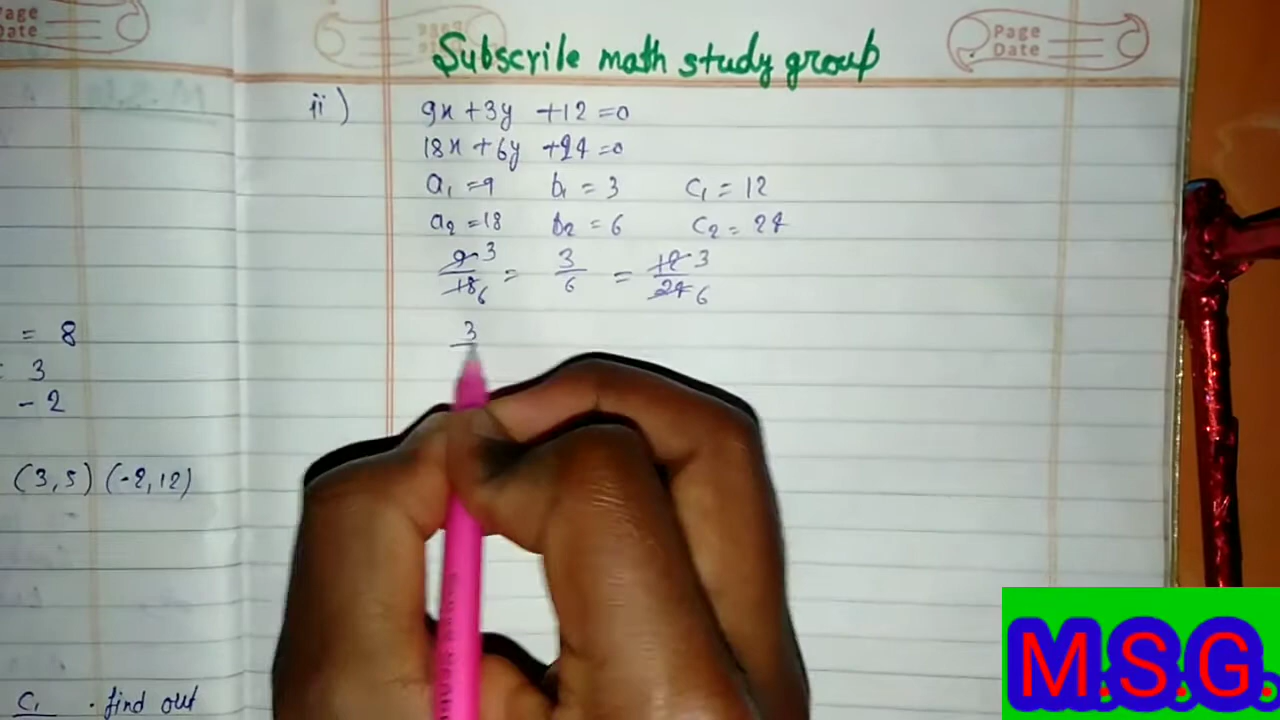 Page
Date
Page
Date
Subscrile math study group
ii) 9x + 3y + 12 = 0
18x + 6y + 24 = 0
a₁ = 9 b₁ = 3 c₁ = 12
a₂ = 18 b₂ = 6 c₂ = 24
9 3 / 18 6 = 3 / 6 = 12 3 / 24 6
3
= 8
3
- 2
(3,5) (-2,12)
c₁ . find out
M.S.G.